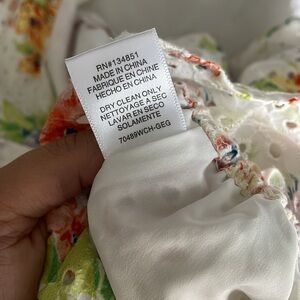 RN#134851
MADE IN CHINA
FABRIQUE EN CHINE
HECHO EN CHINA
DRY CLEAN ONLY
NETTOYAGE A SEC
LAVAR EN SECO
SOLAMENTE
70489WCH-GEG